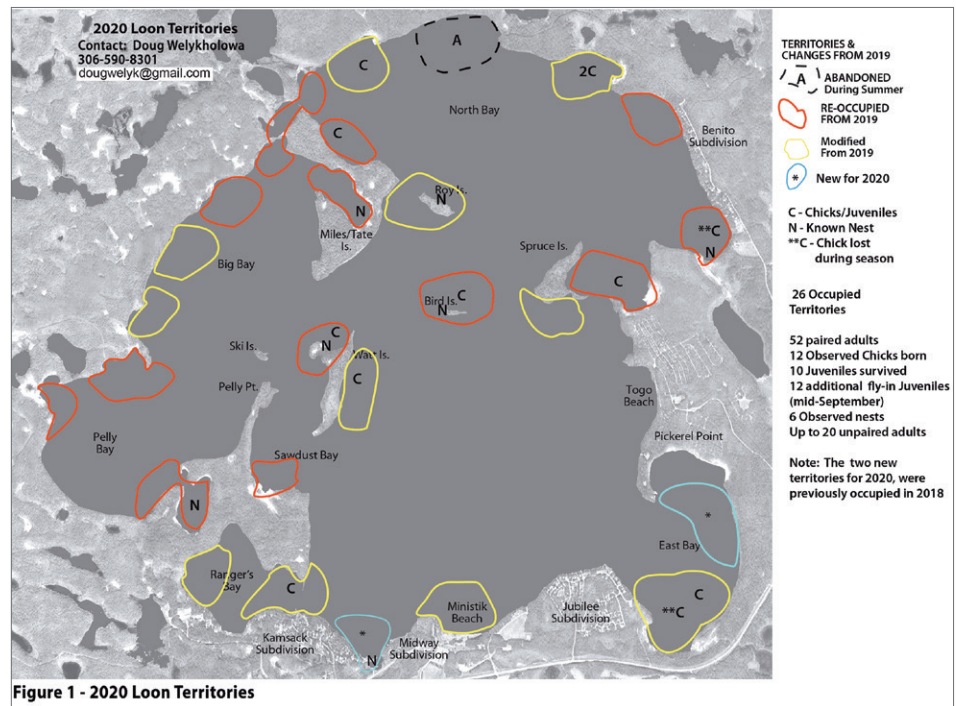 2020 Loon Territories
Contact: Doug Welykholowa
306-590-8301
dougwelyk@gmail.com
A
C
2C
North Bay
Benito
Subdivision
C
Roy Is.
N
N
Miles/Tate
Is.
**C
N
Spruce Is.
Big Bay
C
C
Bird Is.
N
C
N
Ski Is.
Watt Is.
C
Pelly Pt.
Togo
Beach
Pelly
Bay
Pickerel Point
Sawdust Bay
N
*
East Bay
Ranger's
Bay
C
Ministik
Beach
Jubilee
Subdivision
C
**C
Kamsack
Subdivision
*
N
Midway
Subdivision
TERRITORIES &
CHANGES FROM 2019
A
ABANDONED
During Summer
RE-OCCUPIED
FROM 2019
Modified
From 2019
*
New for 2020
C - Chicks/Juveniles
N - Known Nest
**C - Chick lost
during season
26 Occupied
Territories
52 paired adults
12 Observed Chicks born
10 Juveniles survived
12 additional fly-in Juveniles
(mid-September)
6 Observed nests
Up to 20 unpaired adults
Note: The two new
territories for 2020, were
previously occupied in 2018
Figure 1 - 2020 Loon Territories